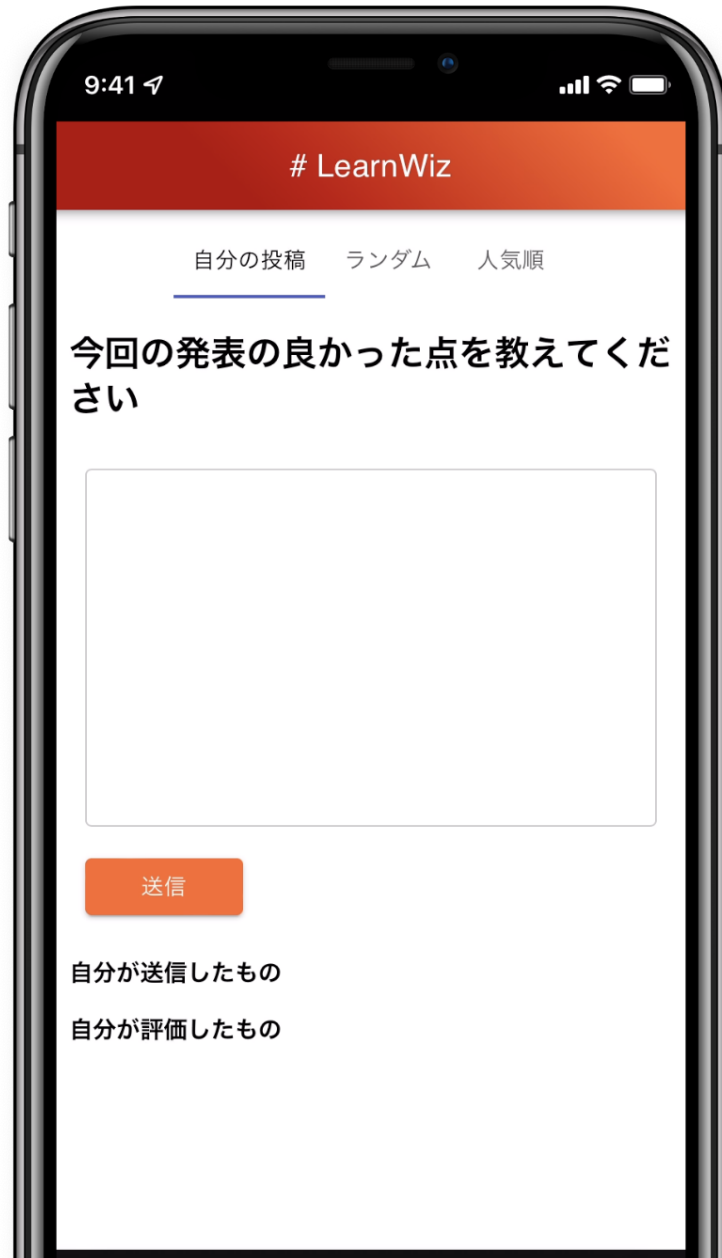 9:41
# LearnWiz
自分の投稿 ランダム 人気順
今回の発表の良かった点を教えてくだ
さい
送信
自分が送信したもの
自分が評価したもの